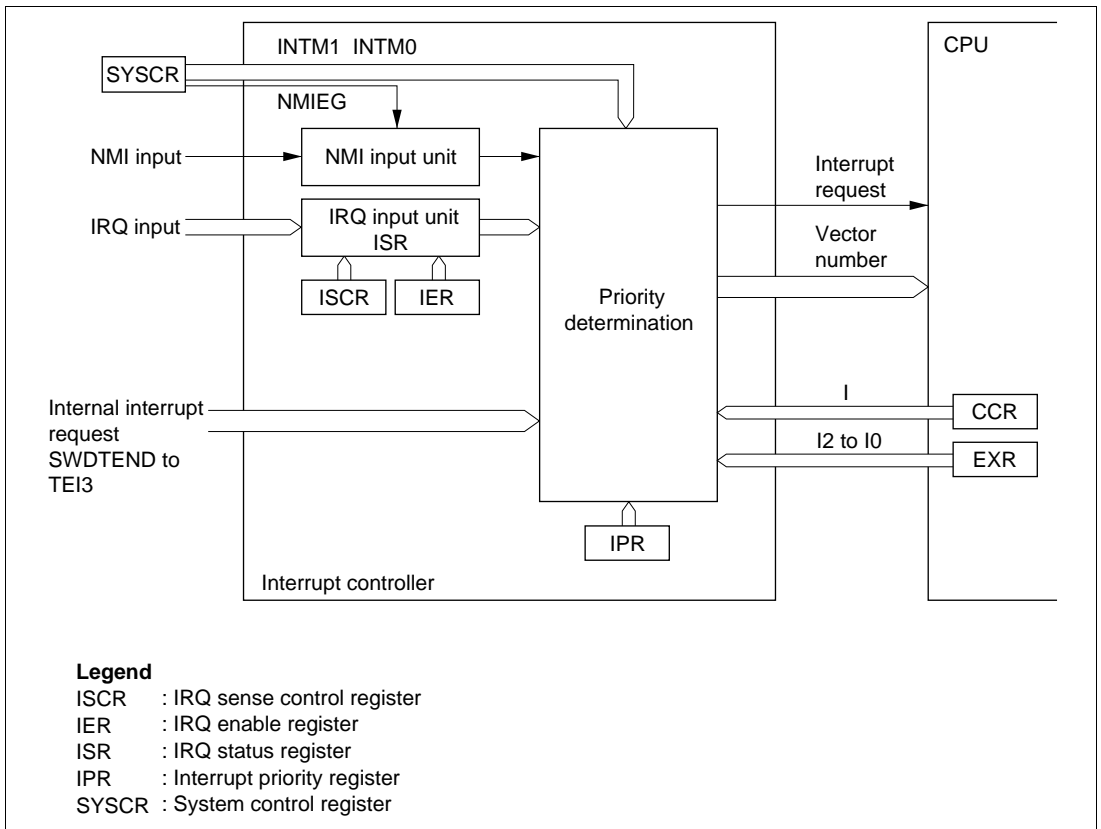 INTM1 INTM0
CPU
SYSCR
NMIEG
NMI input
NMI input unit
Interrupt
request
IRQ input
IRQ input unit
ISR
Vector
number
ISCR
IER
Priority
determination
Internal interrupt
request
SWDTEND to
TEI3
I
CCR
I2 to I0
EXR
IPR
Interrupt controller
Legend
ISCR : IRQ sense control register
IER : IRQ enable register
ISR : IRQ status register
IPR : Interrupt priority register
SYSCR : System control register